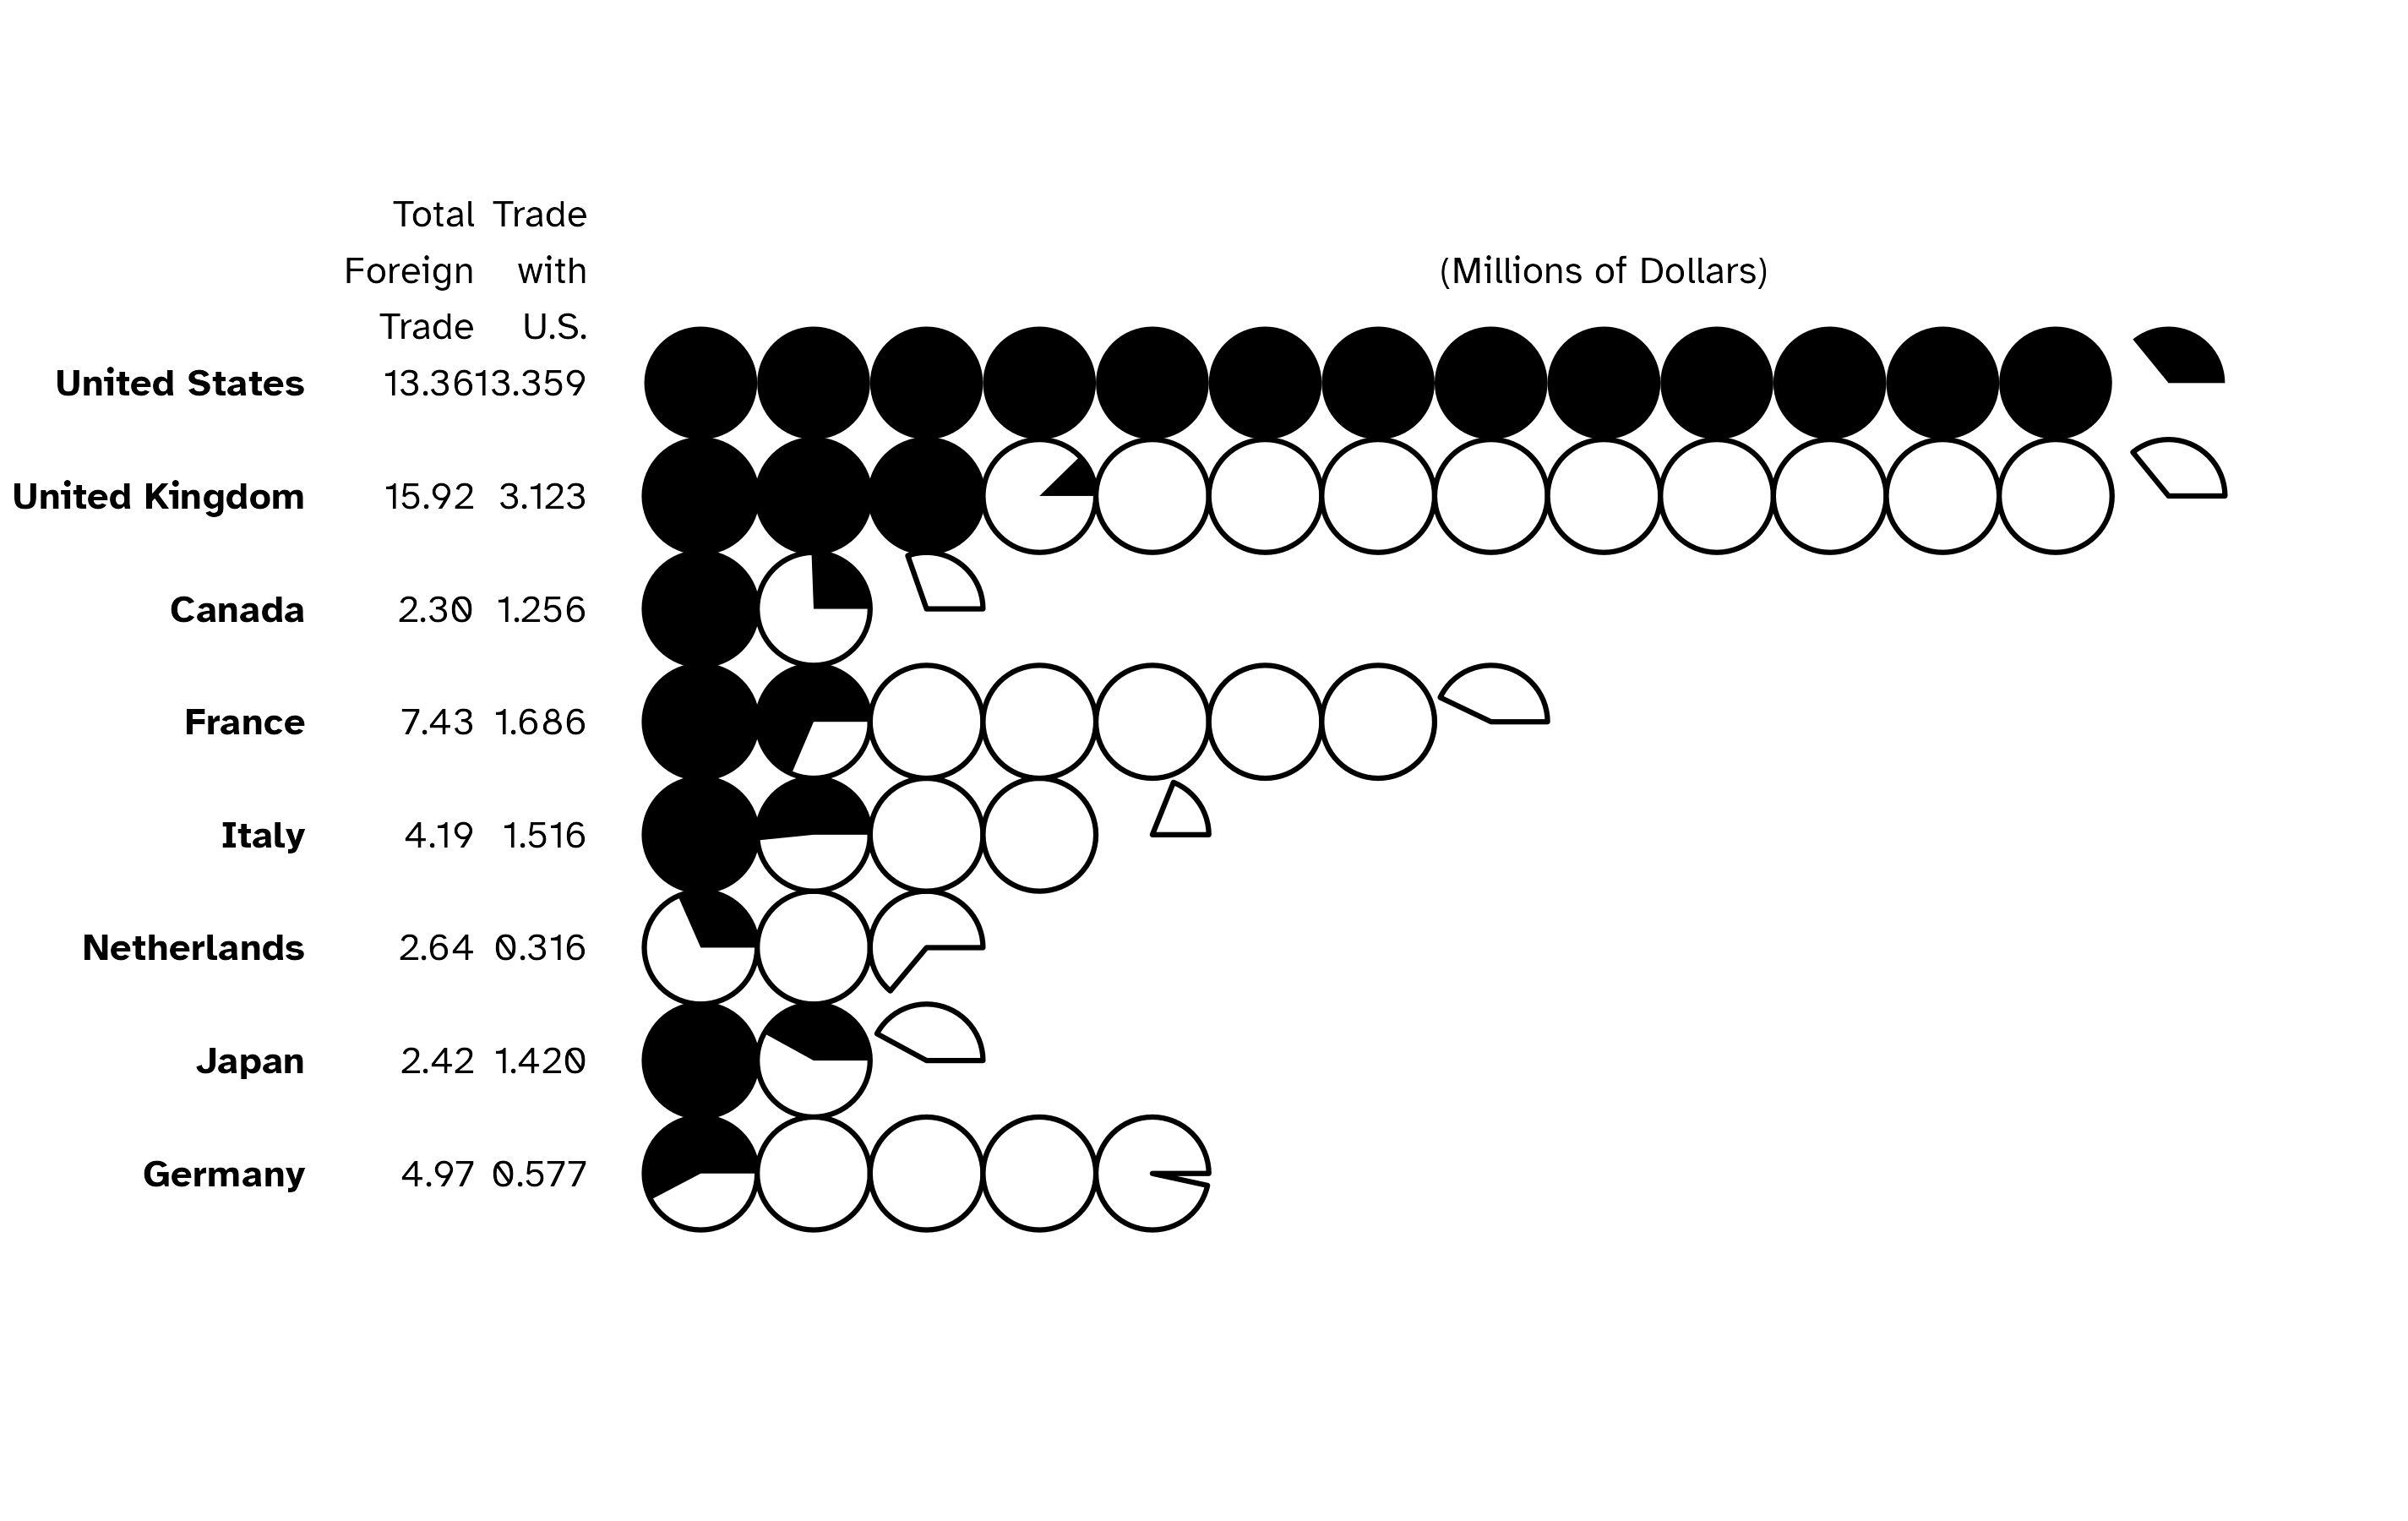 Total Trade
Foreign with
(Millions of Dollars)
Trade U.S.
United States 13.3613.359
United Kingdom 15.92 3.123
Canada 2.30 1.256
France 7.43 1.686
Italy 4.19 1.516
Netherlands 2.64 0.316
Japan 2.42 1.420
Germany 4.97 0.577